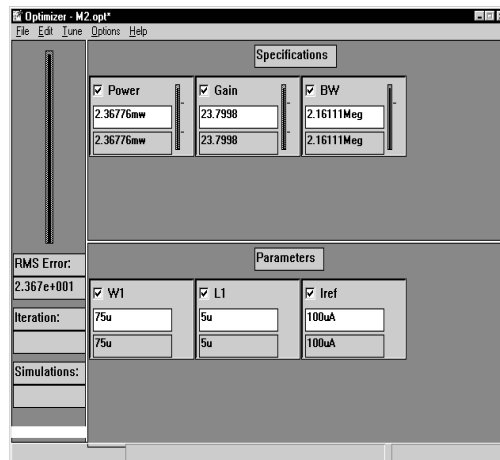 Optimizer - M2.opt*
File Edit Tune Options Help
Specifications
Power Gain BW
2.36776mw 23.7998 2.16111Meg
2.36776mw 23.7998 2.16111Meg
RMS Error:
2.367e+001
Iteration:
Simulations:
Parameters
W1 L1 Iref
75u 5u 100uA
75u 5u 100uA